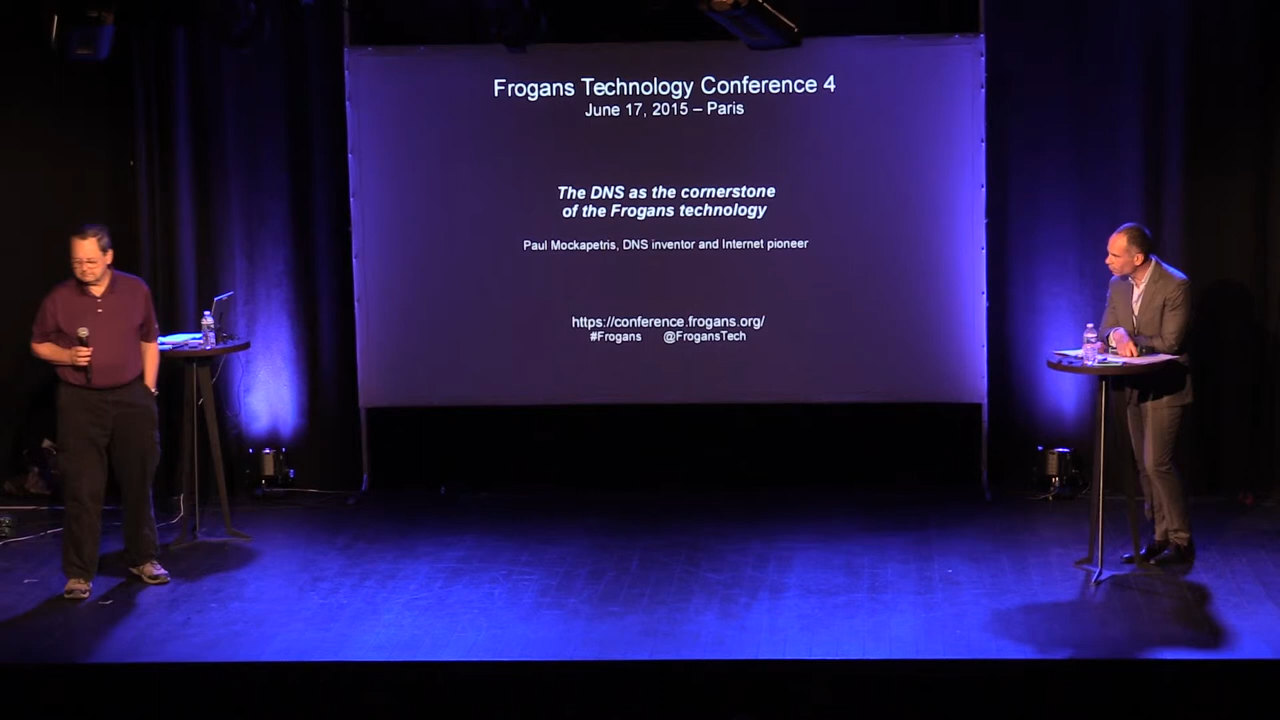 Frogans Technology Conference 4
June 17, 2015 – Paris
The DNS as the cornerstone
of the Frogans technology
Paul Mockapetris, DNS inventor and Internet pioneer
https://conference.frogans.org/
#Frogans @FrogansTech